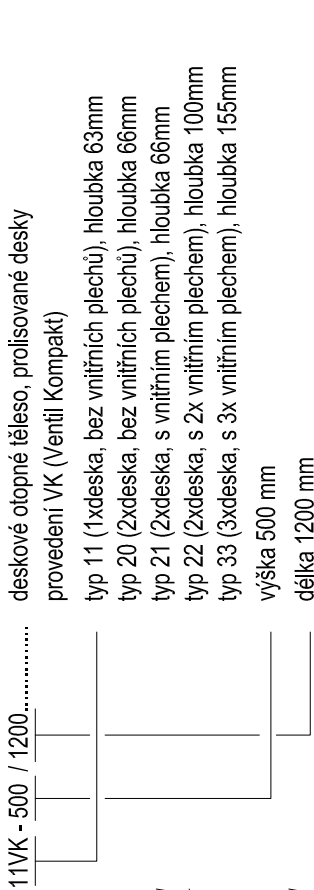 11VK - 500 / 1200............... deskové otopné těleso, prolisované desky
provedení VK (Ventil Kompakt)
typ 11 (1xdeska, bez vnitřních plechů), hloubka 63mm
typ 20 (2xdeska, bez vnitřních plechů), hloubka 66mm
typ 21 (2xdeska, s vnitřním plechem), hloubka 66mm
typ 22 (2xdeska, s 2x vnitřním plechem), hloubka 100mm
typ 33 (3xdeska, s 3x vnitřním plechem), hloubka 155mm
výška 500 mm
délka 1200 mm